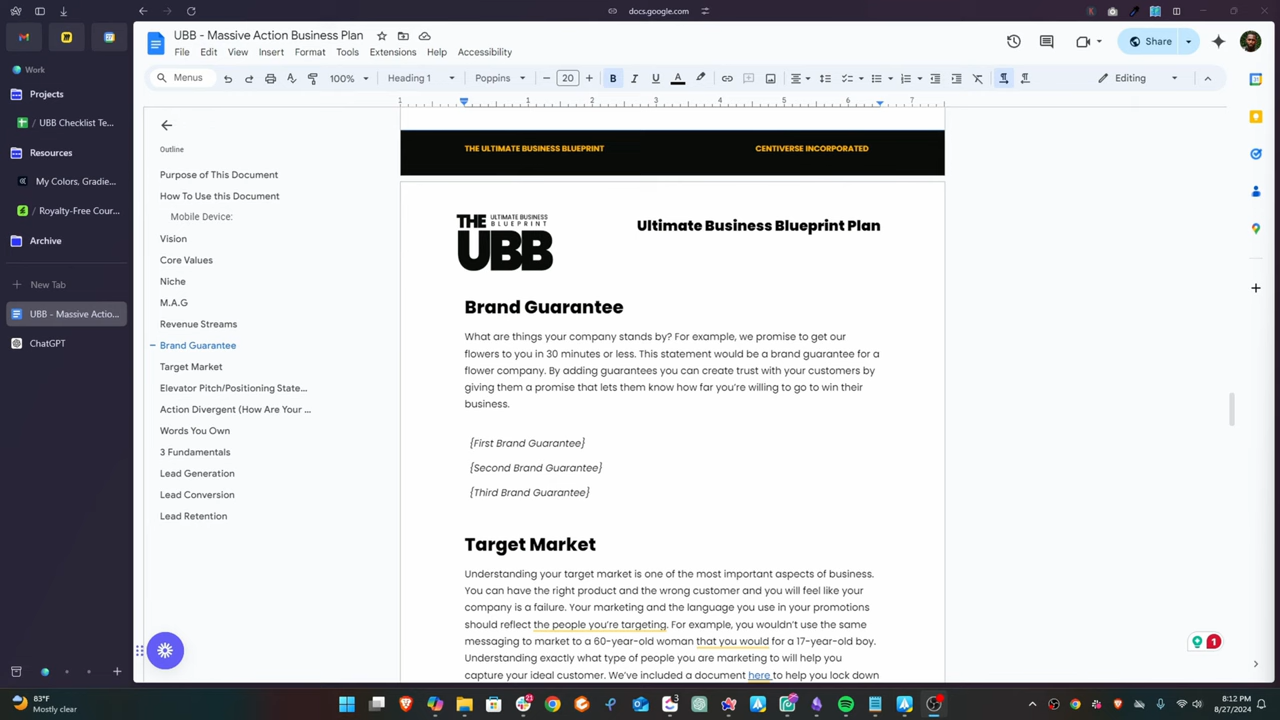 docs.google.com
UBB - Massive Action Business Plan
File Edit View Insert Format Tools Extensions Help Accessibility
Share
Menus
100%
Heading 1
Poppins
20
Editing
1 1 2 3 4 5 6 7
Work
Projects
/ UBB Checklist Te...
Resources
My Colors, Gradie...
/ Royalty-Free Cour...
Archive
New Tab
UBB - Massive Actio...
ChatGPT
Outline
Purpose of This Document
How To Use this Document
Mobile Device:
Vision
Core Values
Niche
M.A.G
Revenue Streams
Brand Guarantee
Target Market
Elevator Pitch/Positioning State...
Action Divergent (How Are Your ...
Words You Own
3 Fundamentals
Lead Generation
Lead Conversion
Lead Retention
THE ULTIMATE BUSINESS BLUEPRINT CENTIVERSE INCORPORATED
THE ULTIMATE BUSINESS
BLUEPRINT
UBB
Ultimate Business Blueprint Plan
Brand Guarantee
What are things your company stands by? For example, we promise to get our
flowers to you in 30 minutes or less. This statement would be a brand guarantee for a
flower company. By adding guarantees you can create trust with your customers by
giving them a promise that lets them know how far you're willing to go to win their
business.
{First Brand Guarantee}
{Second Brand Guarantee}
{Third Brand Guarantee}
Target Market
Understanding your target market is one of the most important aspects of business.
You can have the right product and the wrong customer and you will feel like your
company is a failure. Your marketing and the language you use in your promotions
should reflect the people you're targeting. For example, you wouldn't use the same
messaging to market to a 60-year-old woman that you would for a 17-year-old boy.
Understanding exactly what type of people you are marketing to will help you
capture your ideal customer. We've included a document here to help you lock down
1
83°F
Mostly clear
21
3
8:12 PM
8/27/2024